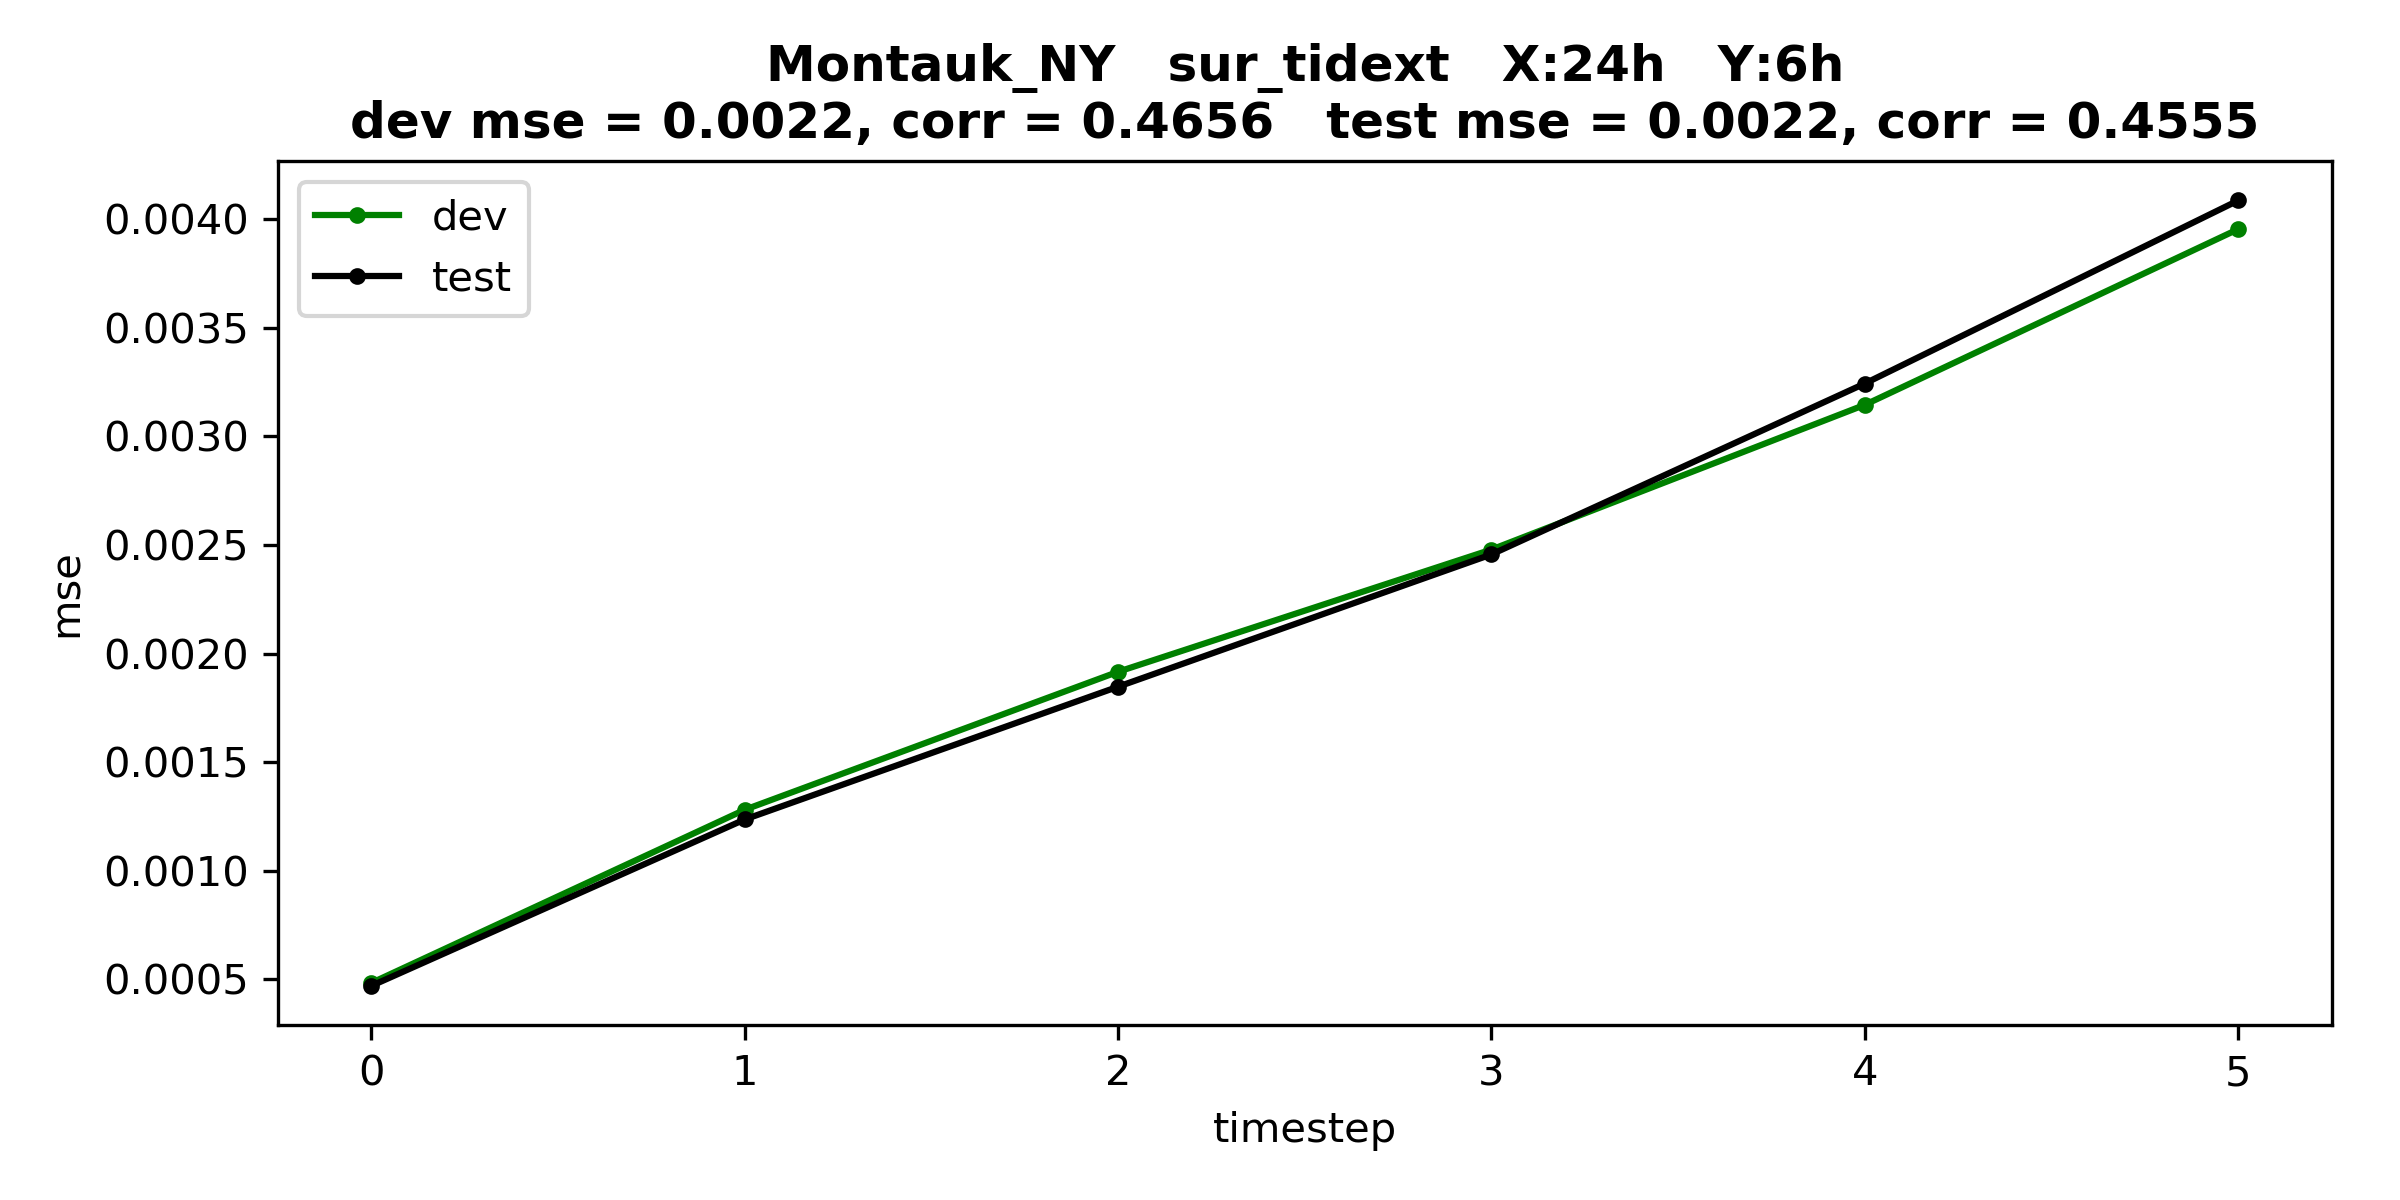 Montauk_NY   sur_tidext   X:24h   Y:6h
dev mse = 0.0022, corr = 0.4656   test mse = 0.0022, corr = 0.4555
dev
test
0.0040
0.0035
0.0030
0.0025
0.0020
0.0015
0.0010
0.0005
mse
0 1 2 3 4 5
timestep